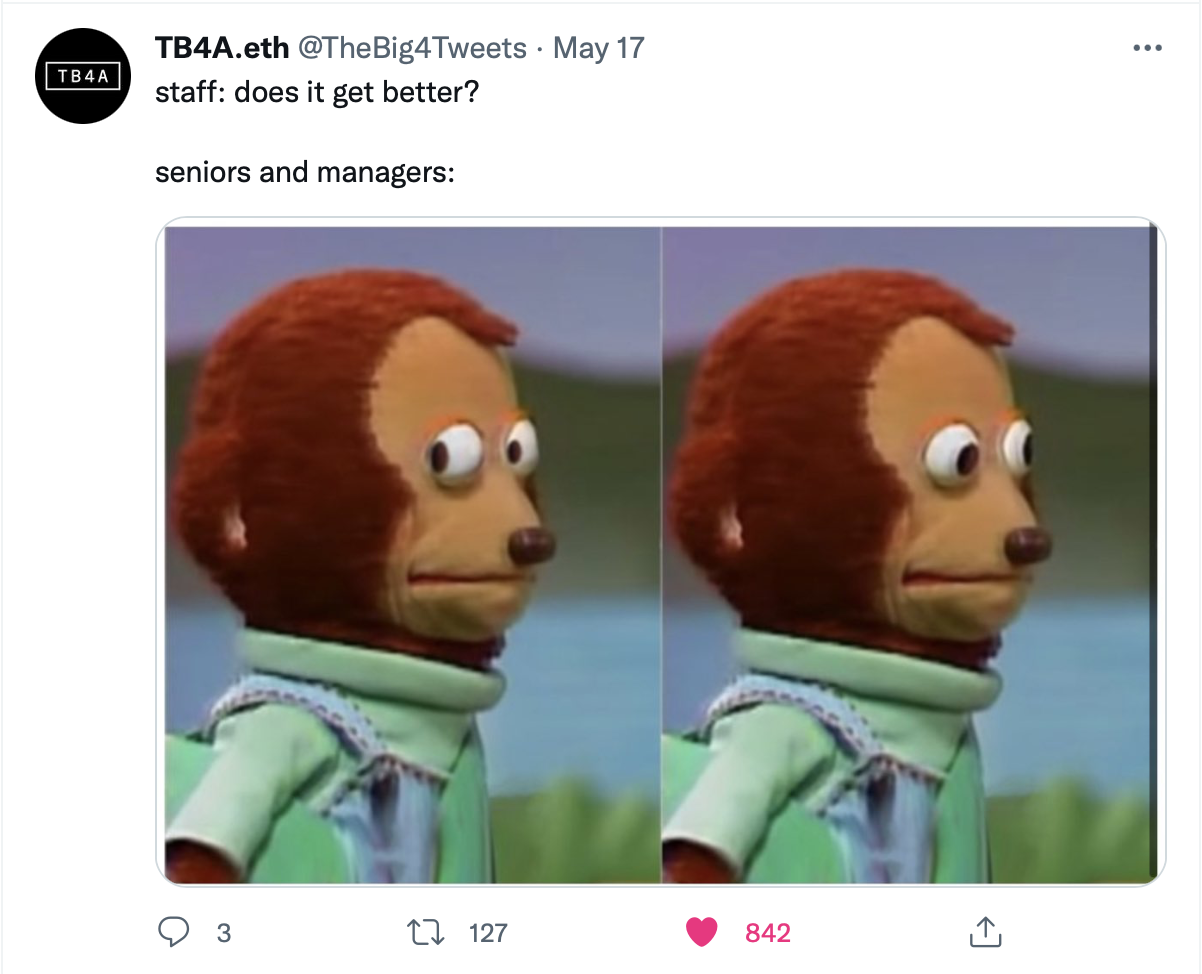 TB4A
TB4A.eth @TheBig4Tweets · May 17
staff: does it get better?
seniors and managers:
3 127 842